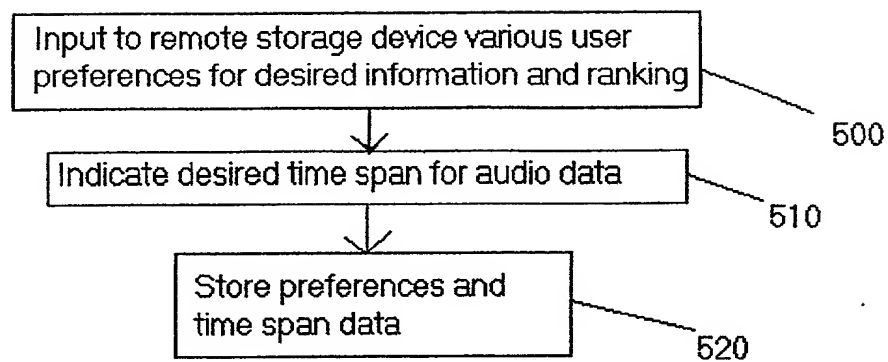 Input to remote storage device various user
preferences for desired information and ranking
500
Indicate desired time span for audio data
510
Store preferences and
time span data
520